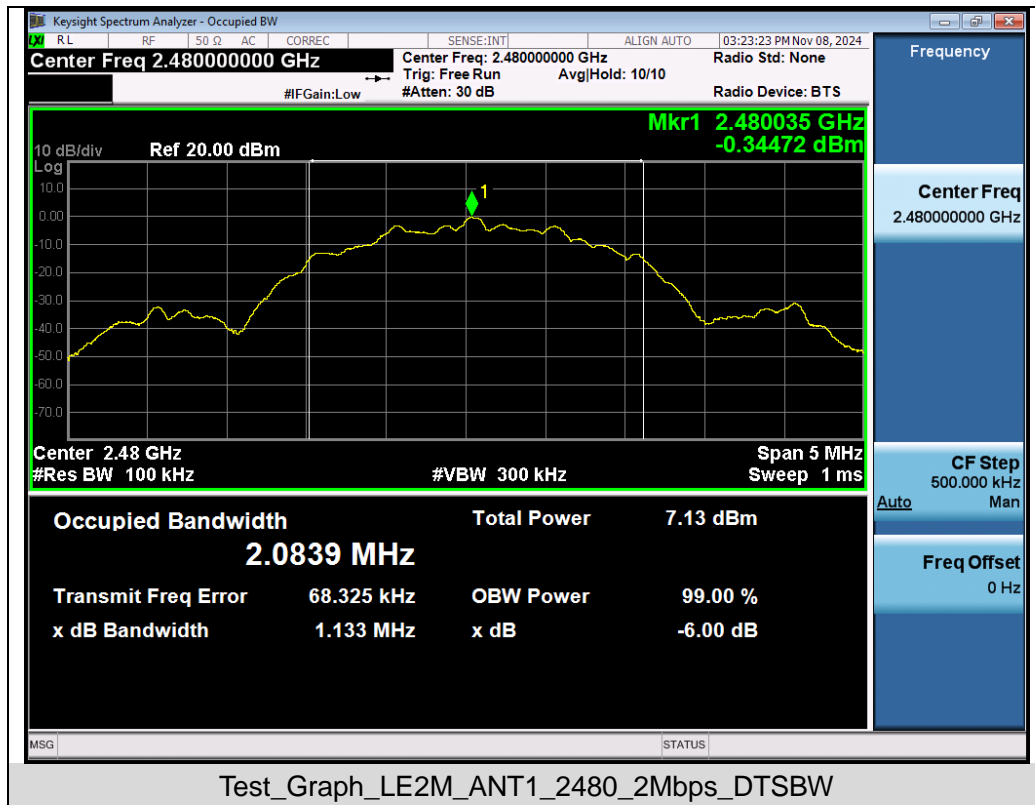 Keysight Spectrum Analyzer - Occupied BW
LXI RL RF 50 Ω AC CORREC SENSE:INT ALIGN AUTO 03:23:23 PM Nov 08, 2024
Center Freq 2.480000000 GHz
Center Freq: 2.480000000 GHz Radio Std: None
Trig: Free Run Avg|Hold: 10/10
#IFGain:Low #Atten: 30 dB Radio Device: BTS
Mkr1 2.480035 GHz
-0.34472 dBm
10 dB/div Ref 20.00 dBm
Log
10.0
0.00
-10.0
-20.0
-30.0
-40.0
-50.0
-60.0
-70.0
1
Center 2.48 GHz Span 5 MHz
#Res BW 100 kHz #VBW 300 kHz Sweep 1 ms
Occupied Bandwidth Total Power 7.13 dBm
2.0839 MHz
Transmit Freq Error 68.325 kHz OBW Power 99.00 %
x dB Bandwidth 1.133 MHz x dB -6.00 dB
Frequency
Center Freq
2.480000000 GHz
CF Step
500.000 kHz
Auto Man
Freq Offset
0 Hz
MSG STATUS
Test_Graph_LE2M_ANT1_2480_2Mbps_DTSBW